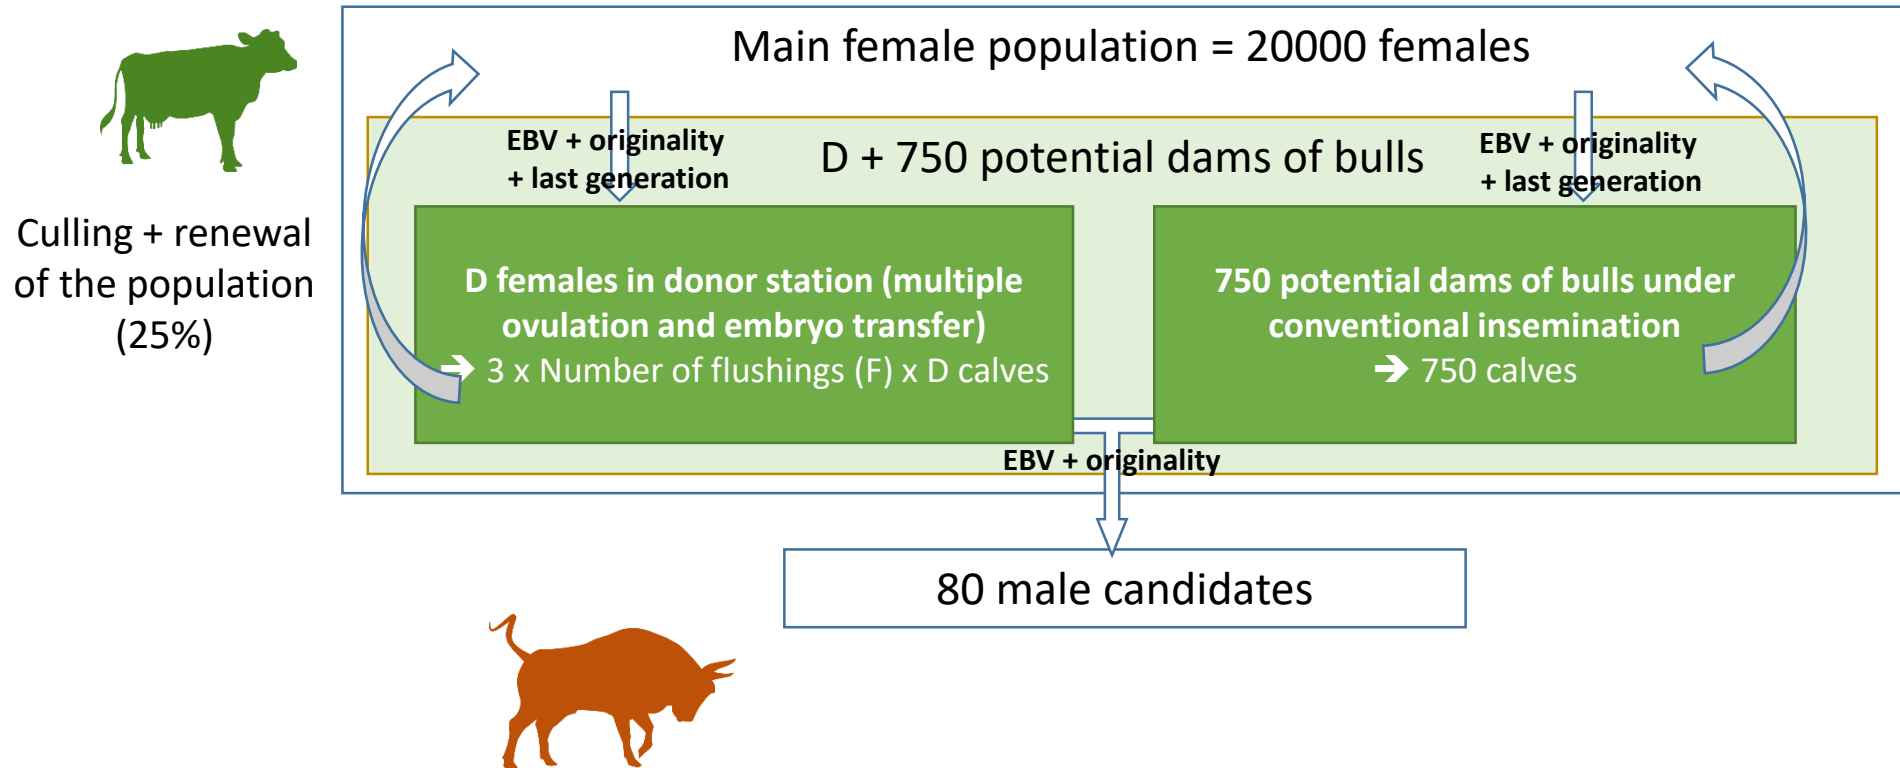 Main female population = 20000 females
EBV + originality
+ last generation
D + 750 potential dams of bulls
EBV + originality
+ last generation
Culling + renewal
of the population
(25%)
D females in donor station (multiple
ovulation and embryo transfer)
➔ 3 x Number of flushings (F) x D calves
750 potential dams of bulls under
conventional insemination
➔ 750 calves
EBV + originality
80 male candidates